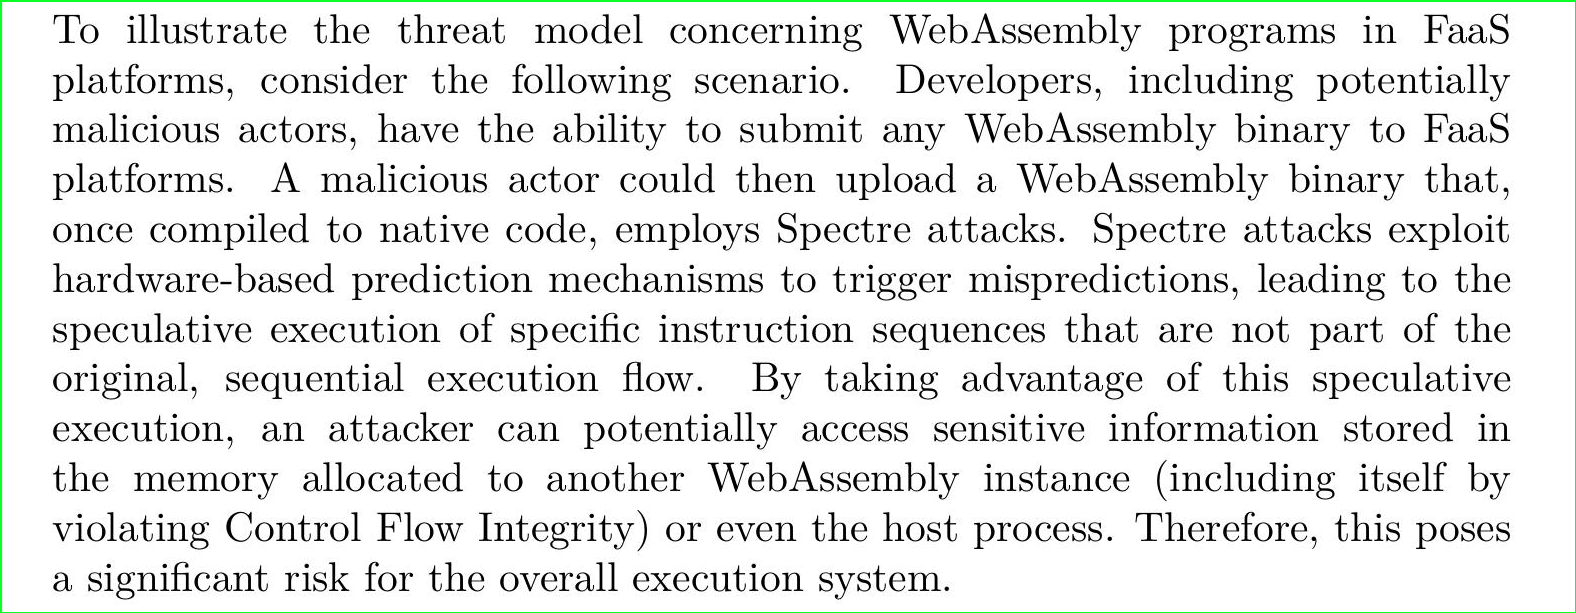 To illustrate the threat model concerning WebAssembly programs in FaaS
platforms, consider the following scenario. Developers, including potentially
malicious actors, have the ability to submit any WebAssembly binary to FaaS
platforms. A malicious actor could then upload a WebAssembly binary that,
once compiled to native code, employs Spectre attacks. Spectre attacks exploit
hardware-based prediction mechanisms to trigger mispredictions, leading to the
speculative execution of specific instruction sequences that are not part of the
original, sequential execution flow. By taking advantage of this speculative
execution, an attacker can potentially access sensitive information stored in
the memory allocated to another WebAssembly instance (including itself by
violating Control Flow Integrity) or even the host process. Therefore, this poses
a significant risk for the overall execution system.